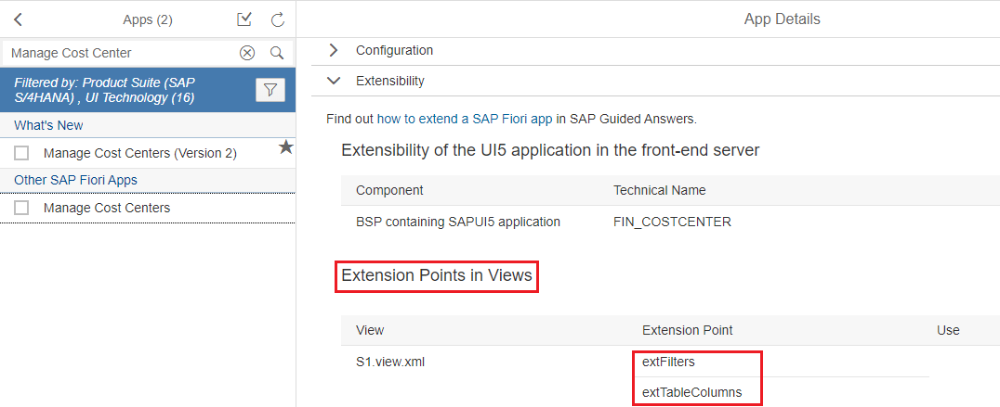 Apps (2)
Manage Cost Center
Filtered by: Product Suite (SAP
S/4HANA) , UI Technology (16)
What's New
Manage Cost Centers (Version 2)
Other SAP Fiori Apps
Manage Cost Centers
App Details
Configuration
Extensibility
Find out how to extend a SAP Fiori app in SAP Guided Answers.
Extensibility of the UI5 application in the front-end server
Component Technical Name
BSP containing SAPUI5 application FIN_COSTCENTER
Extension Points in Views
View Extension Point Use
S1.view.xml extFilters
extTableColumns